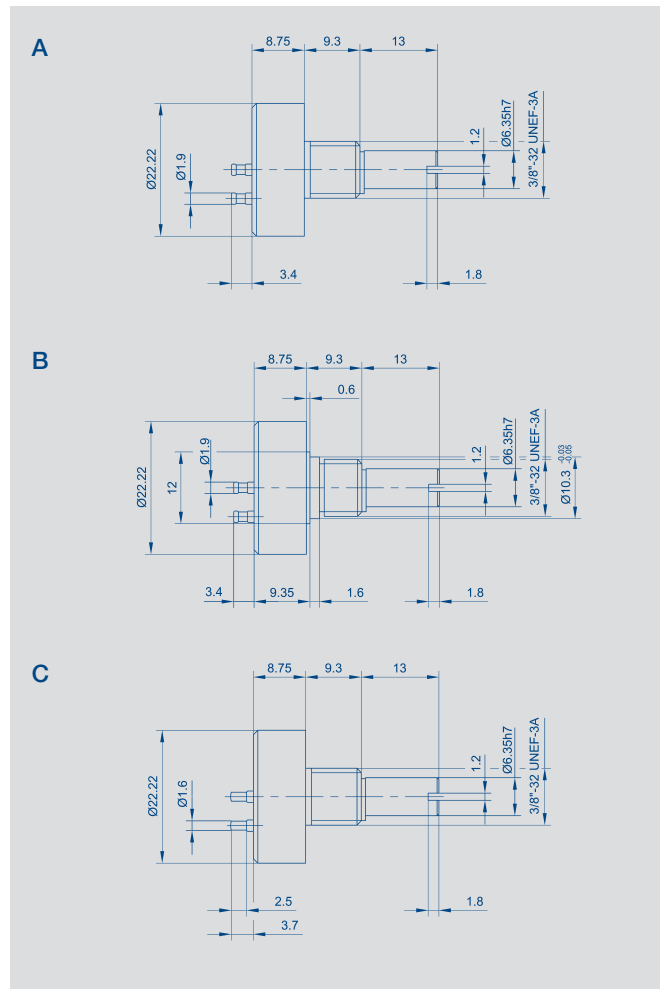 A
8.75 9.3 13
Ø22.22
Ø1.9
1.2
Ø6.35h7
3/8"-32 UNEF-3A
3.4 1.8
B
8.75 9.3 13
0.6
Ø22.22
12
Ø1.9
1.2
Ø6.35h7
3/8"-32 UNEF-3A
Ø10.3 -0.03 -0.05
3.4 9.35 1.6 1.8
C
8.75 9.3 13
Ø22.22
Ø1.6
1.2
Ø6.35h7
3/8"-32 UNEF-3A
2.5 1.8
3.7